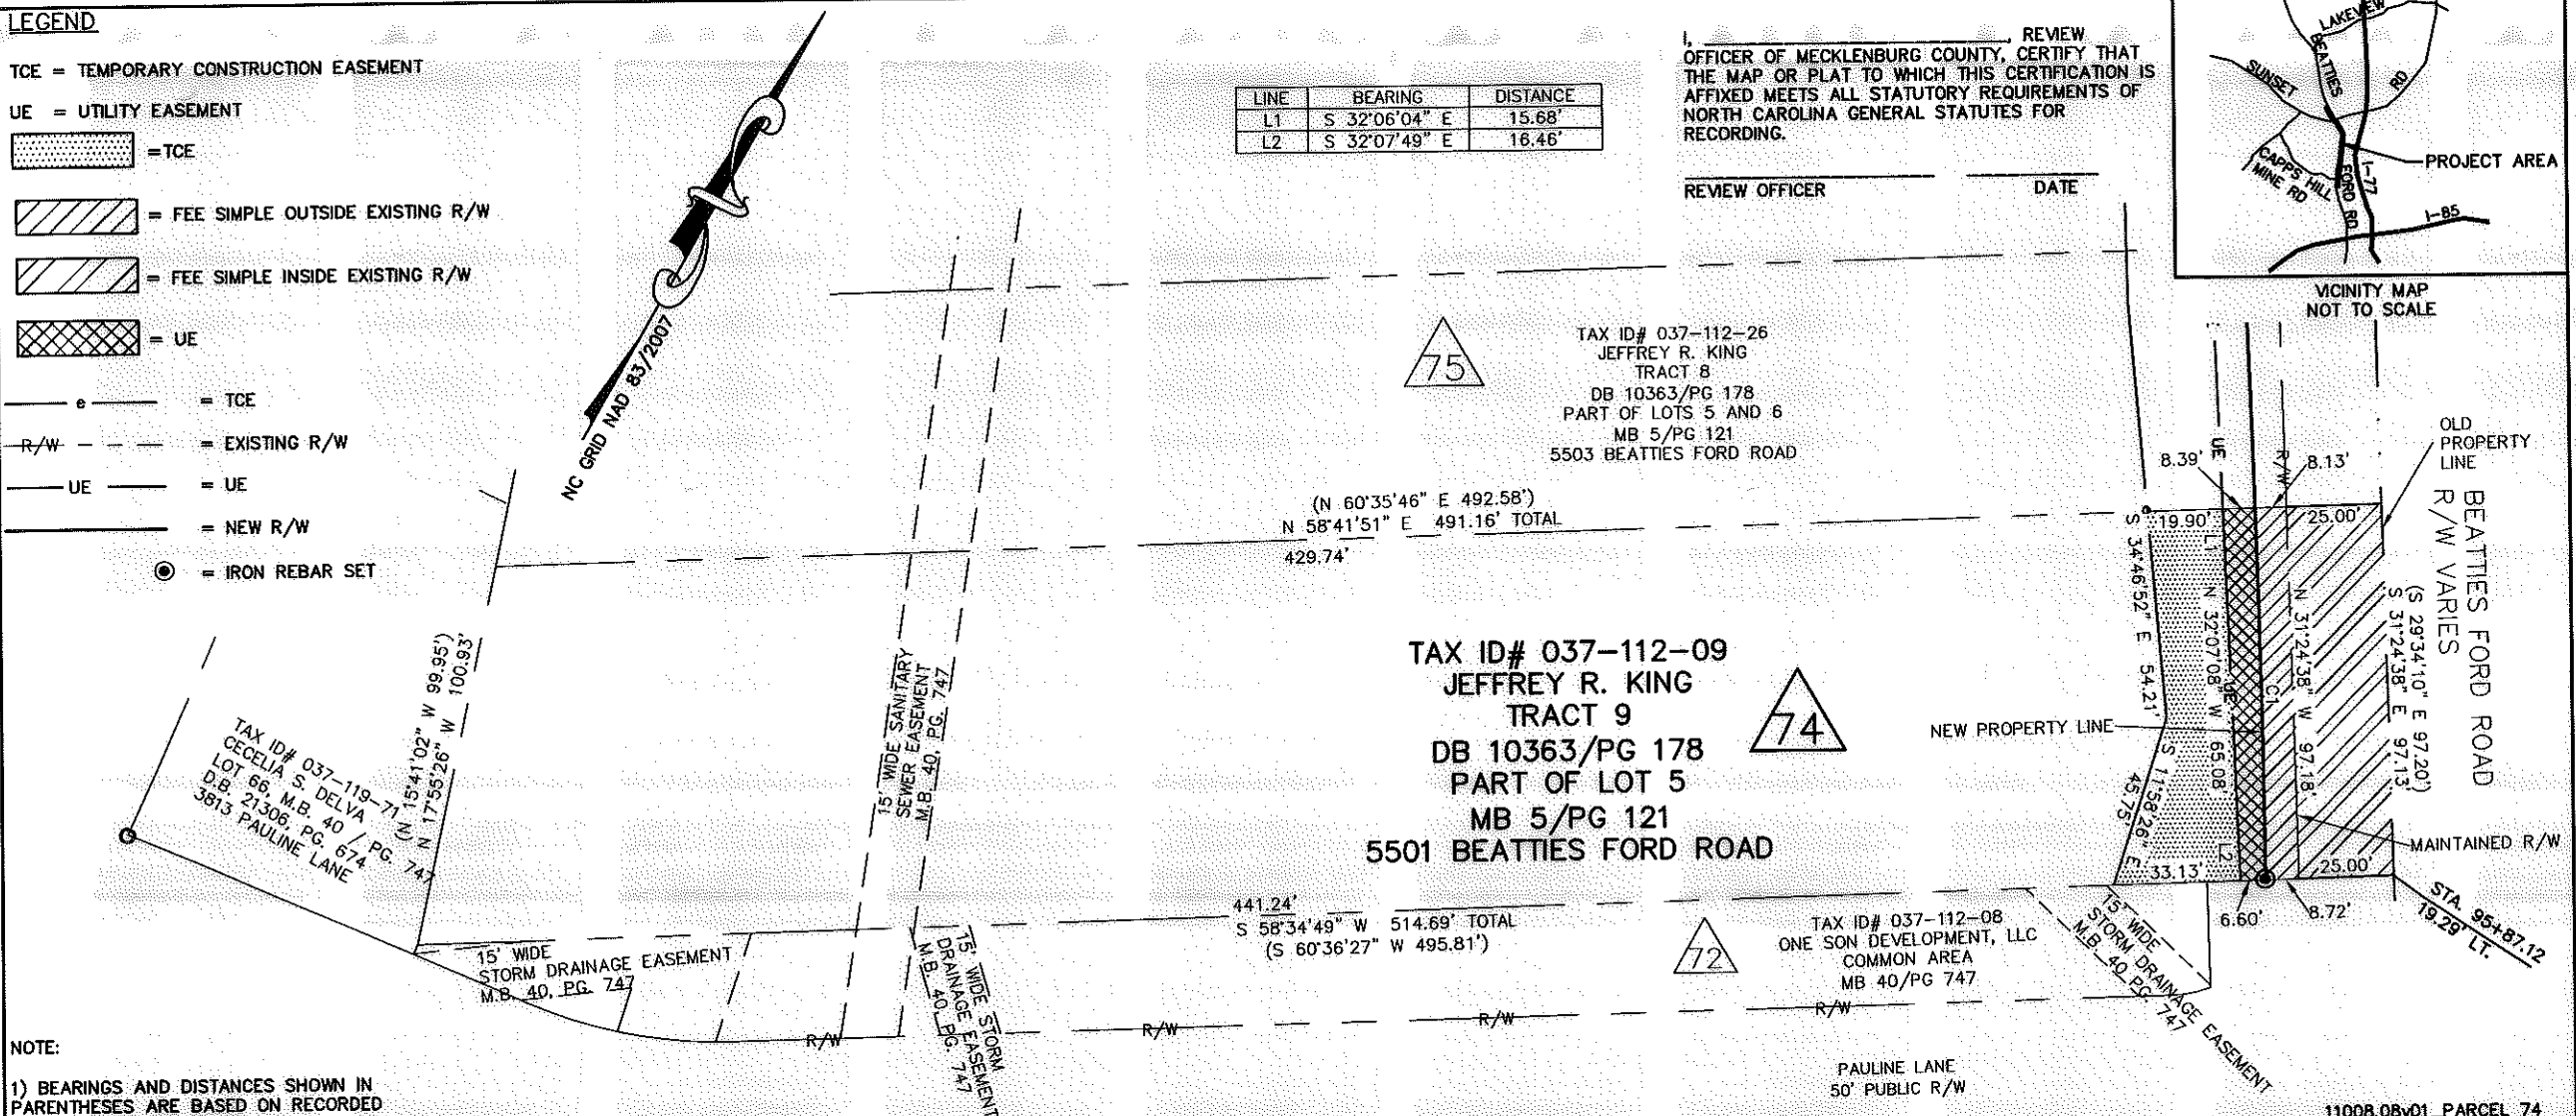 LEGEND
TCE = TEMPORARY CONSTRUCTION EASEMENT
UE = UTILITY EASEMENT
=TCE
= FEE SIMPLE OUTSIDE EXISTING R/W
= FEE SIMPLE INSIDE EXISTING R/W
= UE
e = TCE
R/W = EXISTING R/W
UE = UE
= NEW R/W
= IRON REBAR SET
NC GRID NAD 83/2007
LINE BEARING DISTANCE
L1 S 32°06'04" E 15.68'
L2 S 32°07'49" E 16.46'
I, , REVIEW
OFFICER OF MECKLENBURG COUNTY, CERTIFY THAT
THE MAP OR PLAT TO WHICH THIS CERTIFICATION IS
AFFIXED MEETS ALL STATUTORY REQUIREMENTS OF
NORTH CAROLINA GENERAL STATUTES FOR
RECORDING.
REVIEW OFFICER DATE
LAKEVIEW
BEATTIES
SUNSET
RD
CAPPS HILL
MINE RD
FORD RD
I-77
I-85
PROJECT AREA
VICINITY MAP
NOT TO SCALE
75
TAX ID# 037-112-26
JEFFREY R. KING
TRACT 8
DB 10363/PG 178
PART OF LOTS 5 AND 6
MB 5/PG 121
5503 BEATTIES FORD ROAD
(N 60°35'46" E 492.58')
N 58°41'51" E 491.16' TOTAL
429.74'
UE
R/W
8.39'
8.13'
OLD
PROPERTY
LINE
19.90'
25.00'
L1
S 34°46'52" E 54.21'
N 32°07'08" W 65.08'
UE
C1
N 31°24'38" W 97.18'
S 31°24'38" E 97.13'
(S 29°34'10" E 97.20')
BEATTIES FORD ROAD
R/W VARIES
NEW PROPERTY LINE
S 11°58'26" E
45.75'
L2
MAINTAINED R/W
33.13'
25.00'
6.60'
8.72'
STA. 95+87.12
19.29' LT.
TAX ID# 037-112-09
JEFFREY R. KING
TRACT 9
DB 10363/PG 178
PART OF LOT 5
MB 5/PG 121
5501 BEATTIES FORD ROAD
74
(N 15°41'02" W 99.95')
N 17°55'26" W 100.93'
TAX ID# 037-119-71
CECELIA S. DELVA
LOT 66, M.B. 40 / PG. 747
D.B. 21306, PG. 674
3813 PAULINE LANE
15' WIDE SANITARY
SEWER EASEMENT
M.B. 40, PG. 747
15' WIDE
STORM DRAINAGE EASEMENT
M.B. 40, PG. 747
15' WIDE STORM
DRAINAGE EASEMENT
M.B. 40, PG. 747
441.24'
S 58°34'49" W 514.69' TOTAL
(S 60°36'27" W 495.81')
72
TAX ID# 037-112-08
ONE SON DEVELOPMENT, LLC
COMMON AREA
MB 40/PG 747
15' WIDE
STORM DRAINAGE EASEMENT
M.B. 40, PG. 747
R/W
R/W
R/W
R/W
PAULINE LANE
50' PUBLIC R/W
NOTE:
1) BEARINGS AND DISTANCES SHOWN IN
PARENTHESES ARE BASED ON RECORDED
11008.08v01 PARCEL 74